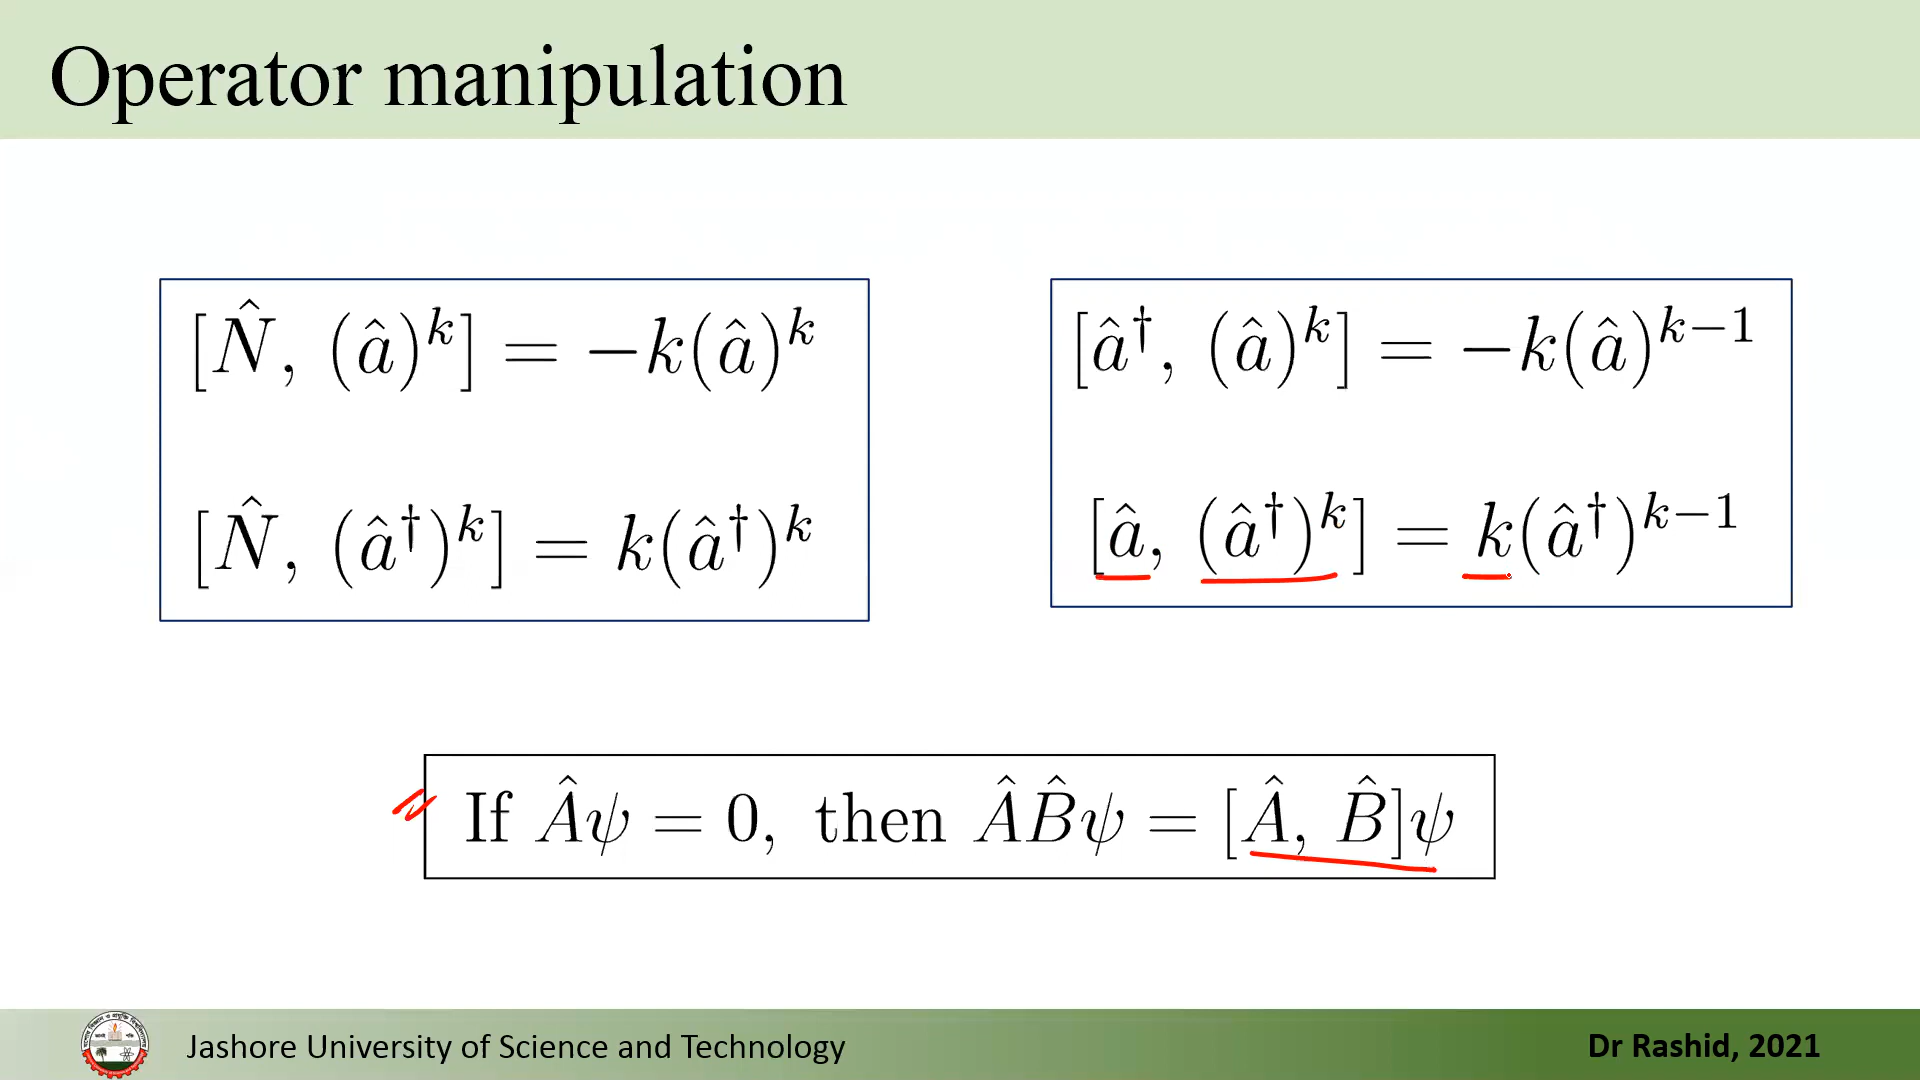 Operator manipulation
[N̂, (â)ᵏ] = −k(â)ᵏ
[N̂, (â†)ᵏ] = k(â†)ᵏ
[â†, (â)ᵏ] = −k(â)ᵏ⁻¹
[â, (â†)ᵏ] = k(â†)ᵏ⁻¹
If Âψ = 0, then ÂB̂ψ = [Â, B̂]ψ
Jashore University of Science and Technology
Dr Rashid, 2021